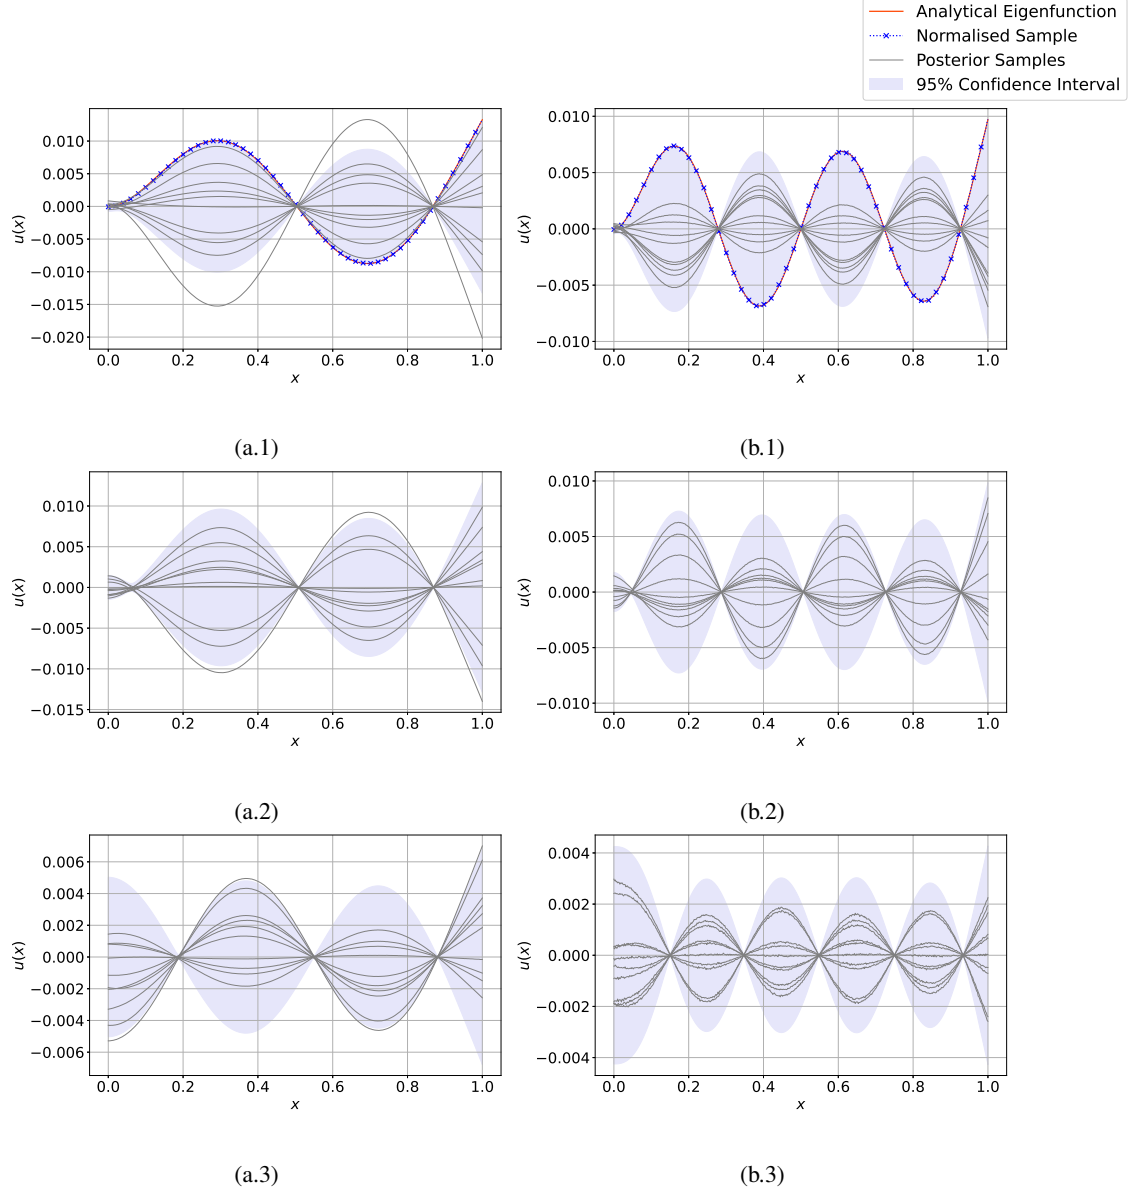 Analytical Eigenfunction
Normalised Sample
Posterior Samples
95% Confidence Interval
0.010
0.005
0.000
−0.005
−0.010
−0.015
−0.020
u(x)
0.0 0.2 0.4 0.6 0.8 1.0
x
(a.1)
0.010
0.005
0.000
−0.005
−0.010
u(x)
0.0 0.2 0.4 0.6 0.8 1.0
x
(b.1)
0.010
0.005
0.000
−0.005
−0.010
−0.015
u(x)
0.0 0.2 0.4 0.6 0.8 1.0
x
(a.2)
0.010
0.005
0.000
−0.005
−0.010
u(x)
0.0 0.2 0.4 0.6 0.8 1.0
x
(b.2)
0.006
0.004
0.002
0.000
−0.002
−0.004
−0.006
u(x)
0.0 0.2 0.4 0.6 0.8 1.0
x
(a.3)
0.004
0.002
0.000
−0.002
−0.004
u(x)
0.0 0.2 0.4 0.6 0.8 1.0
x
(b.3)